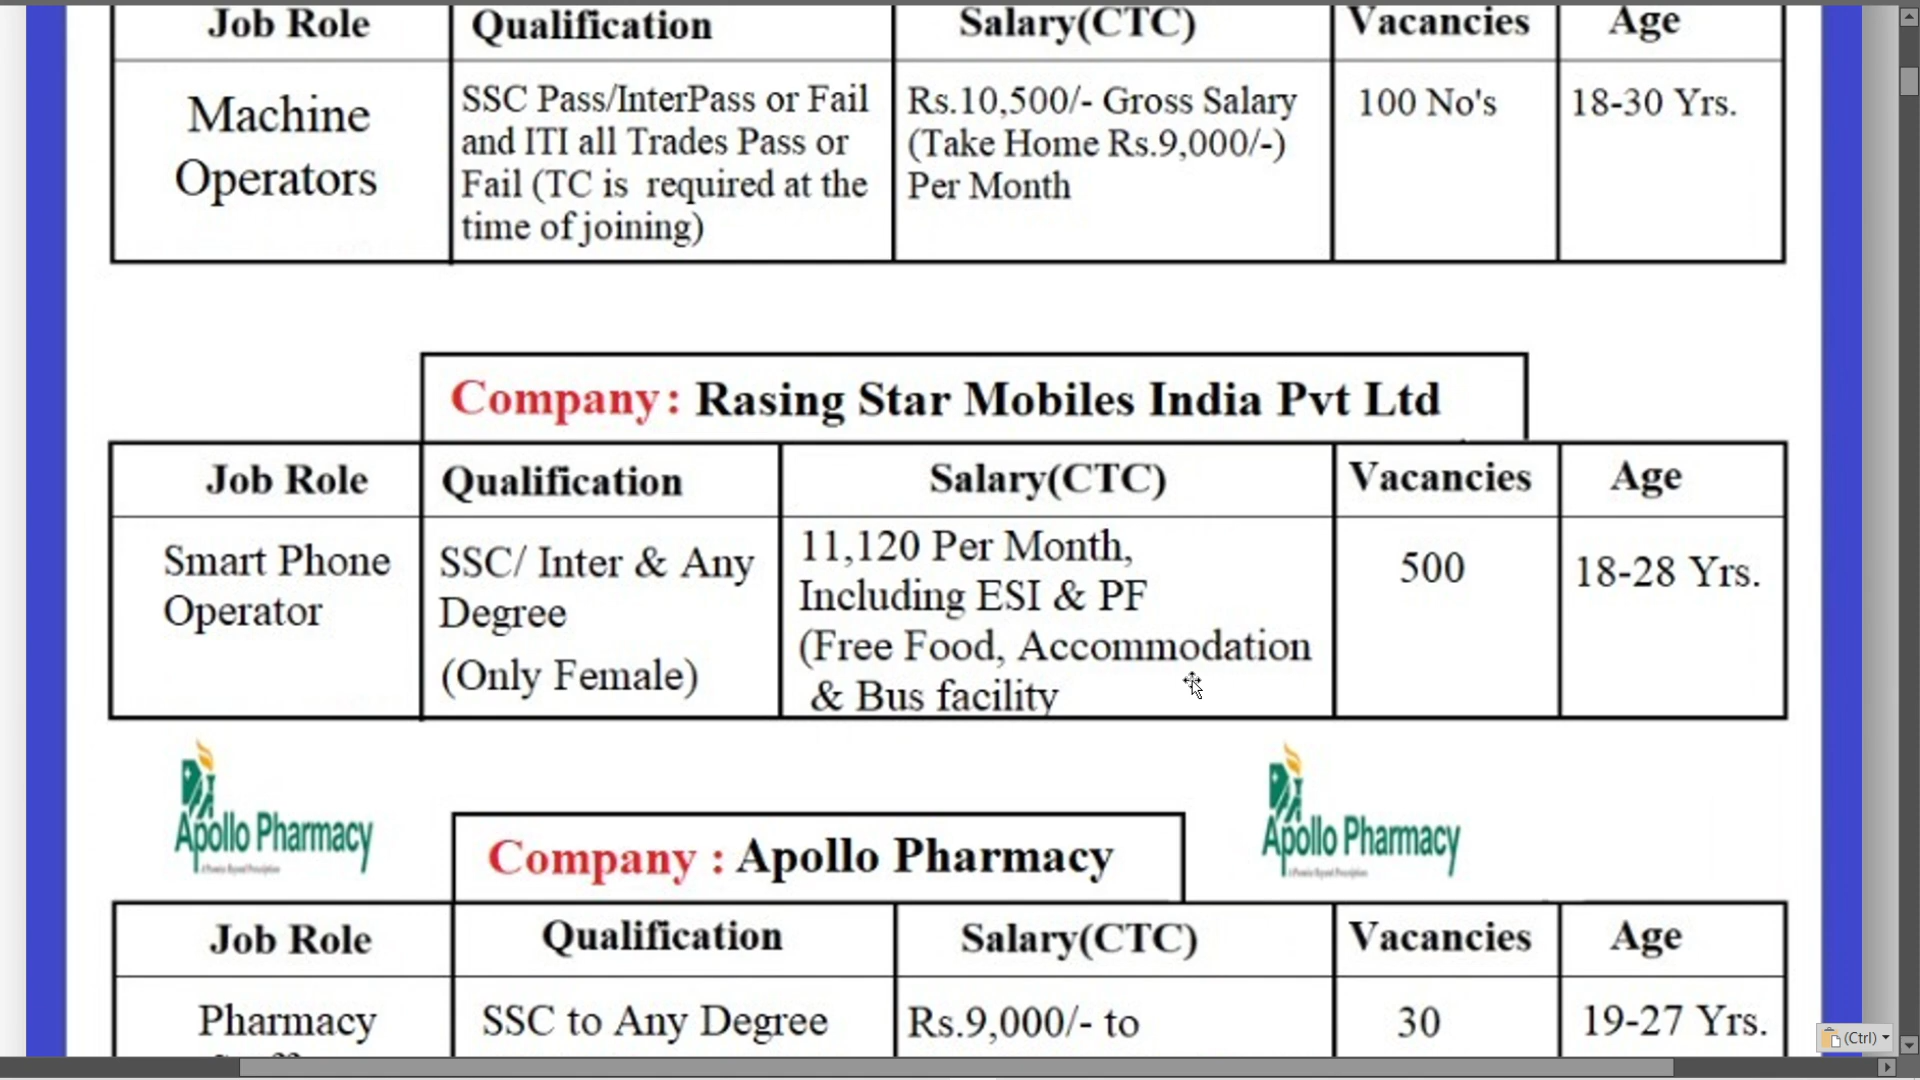 Job Role Qualification Salary(CTC) Vacancies Age
Machine
Operators
SSC Pass/InterPass or Fail
and ITI all Trades Pass or
Fail (TC is required at the
time of joining)
Rs.10,500/- Gross Salary
(Take Home Rs.9,000/-)
Per Month
100 No's
18-30 Yrs.
Company: Rasing Star Mobiles India Pvt Ltd
Job Role Qualification Salary(CTC) Vacancies Age
Smart Phone
Operator
SSC/ Inter & Any
Degree
(Only Female)
11,120 Per Month,
Including ESI & PF
(Free Food, Accommodation
& Bus facility
500
18-28 Yrs.
Apollo Pharmacy
Apollo Pharmacy
Company : Apollo Pharmacy
Job Role Qualification Salary(CTC) Vacancies Age
Pharmacy
SSC to Any Degree
Rs.9,000/- to
30
19-27 Yrs.
(Ctrl)